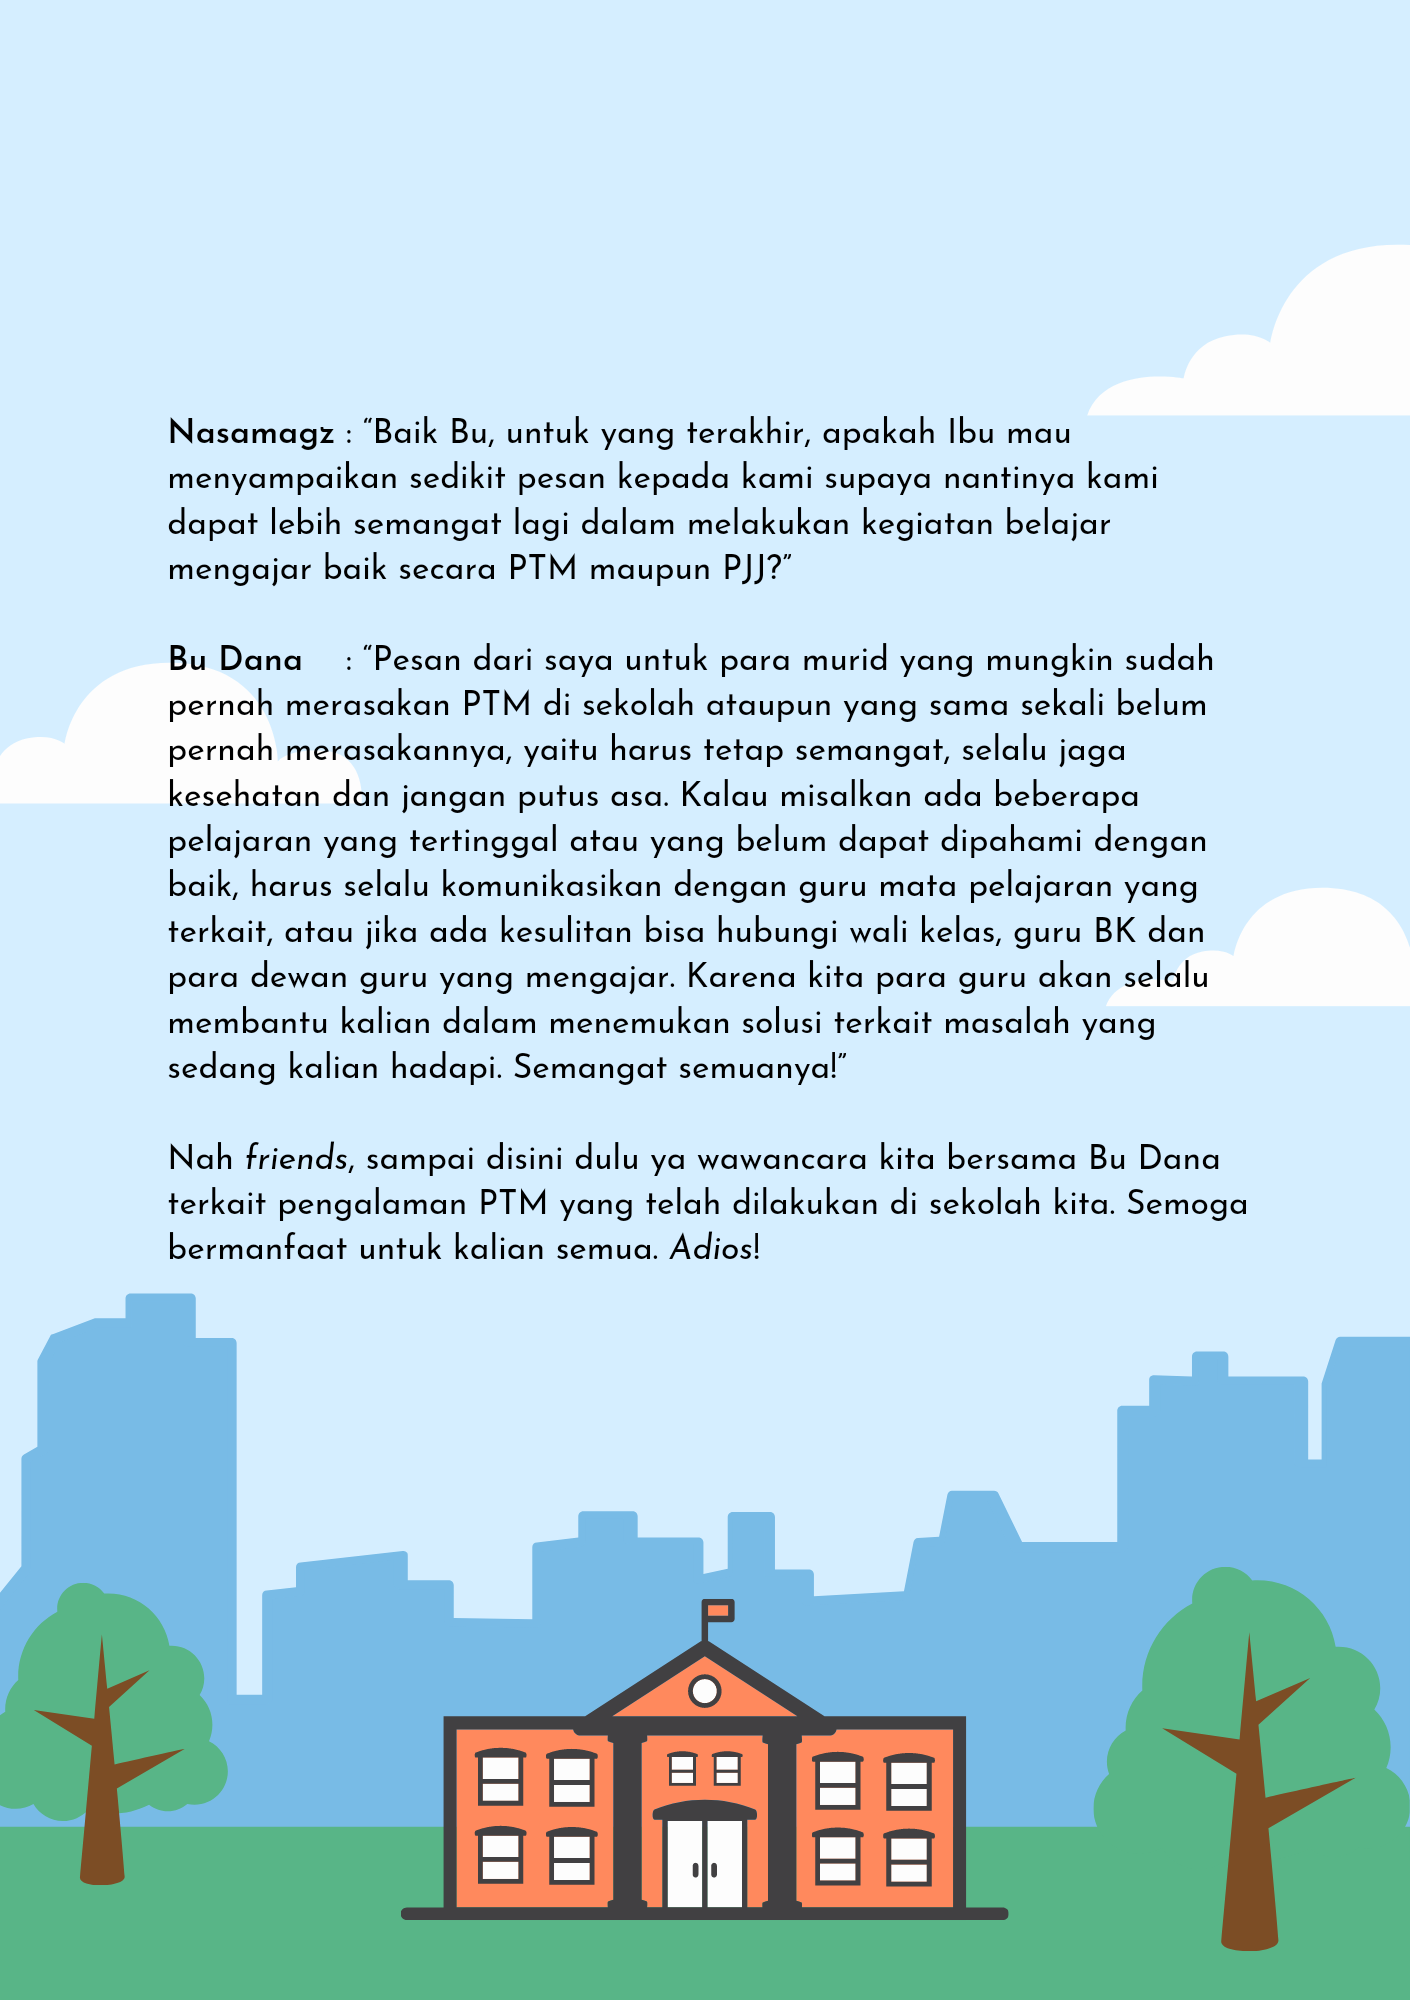 Nasamagz : “Baik Bu, untuk yang terakhir, apakah Ibu mau
menyampaikan sedikit pesan kepada kami supaya nantinya kami
dapat lebih semangat lagi dalam melakukan kegiatan belajar
mengajar baik secara PTM maupun PJJ?”
Bu Dana : “Pesan dari saya untuk para murid yang mungkin sudah
pernah merasakan PTM di sekolah ataupun yang sama sekali belum
pernah merasakannya, yaitu harus tetap semangat, selalu jaga
kesehatan dan jangan putus asa. Kalau misalkan ada beberapa
pelajaran yang tertinggal atau yang belum dapat dipahami dengan
baik, harus selalu komunikasikan dengan guru mata pelajaran yang
terkait, atau jika ada kesulitan bisa hubungi wali kelas, guru BK dan
para dewan guru yang mengajar. Karena kita para guru akan selalu
membantu kalian dalam menemukan solusi terkait masalah yang
sedang kalian hadapi. Semangat semuanya!”
Nah friends, sampai disini dulu ya wawancara kita bersama Bu Dana
terkait pengalaman PTM yang telah dilakukan di sekolah kita. Semoga
bermanfaat untuk kalian semua. Adios!